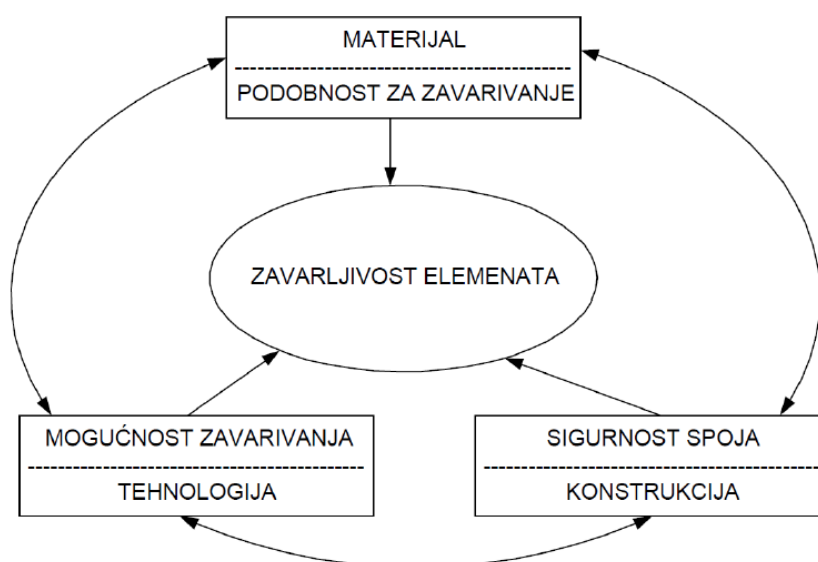 MATERIJAL
PODOBNOST ZA ZAVARIVANJE
ZAVARLJIVOST ELEMENATA
MOGUĆNOST ZAVARIVANJA
TEHNOLOGIJA
SIGURNOST SPOJA
KONSTRUKCIJA